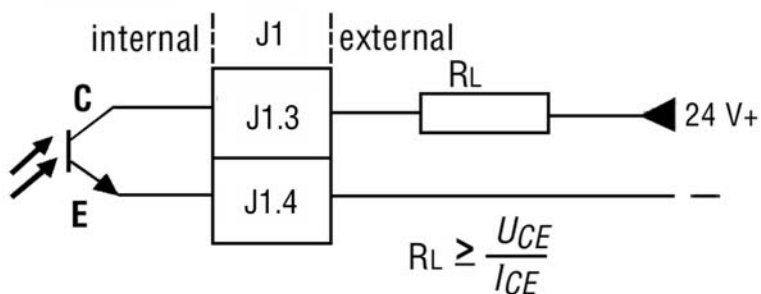 internal J1 external
RL
C
J1.3
24 V+
E
J1.4
–
RL ≥ UCE / ICE